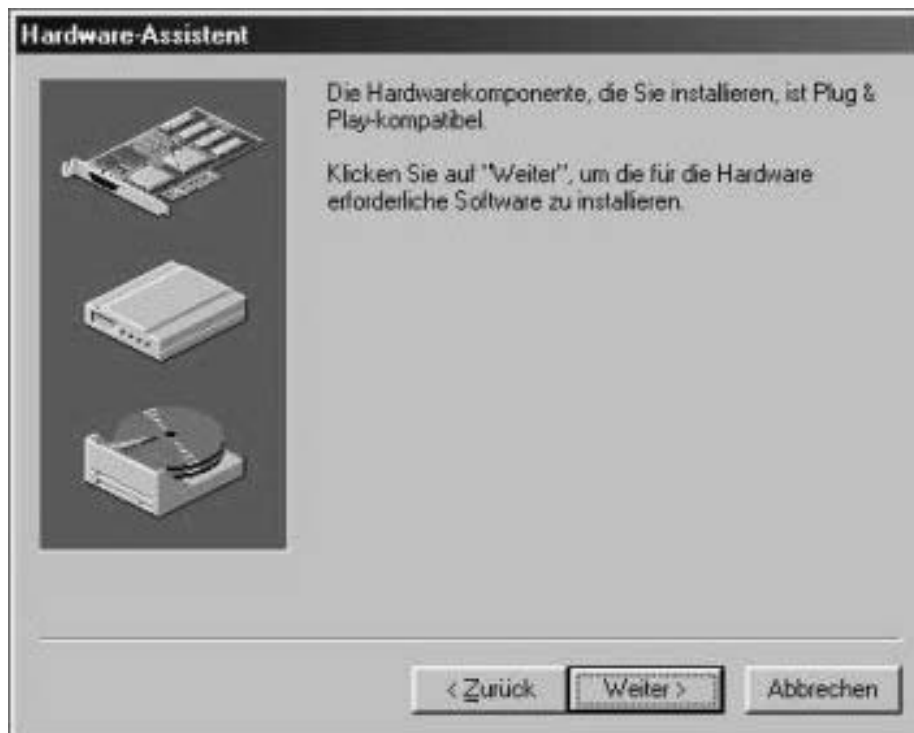 Hardware-Assistent
Die Hardwarekomponente, die Sie installieren, ist Plug &
Play-kompatibel.
Klicken Sie auf "Weiter", um die für die Hardware
erforderliche Software zu installieren.
< Zurück
Weiter >
Abbrechen